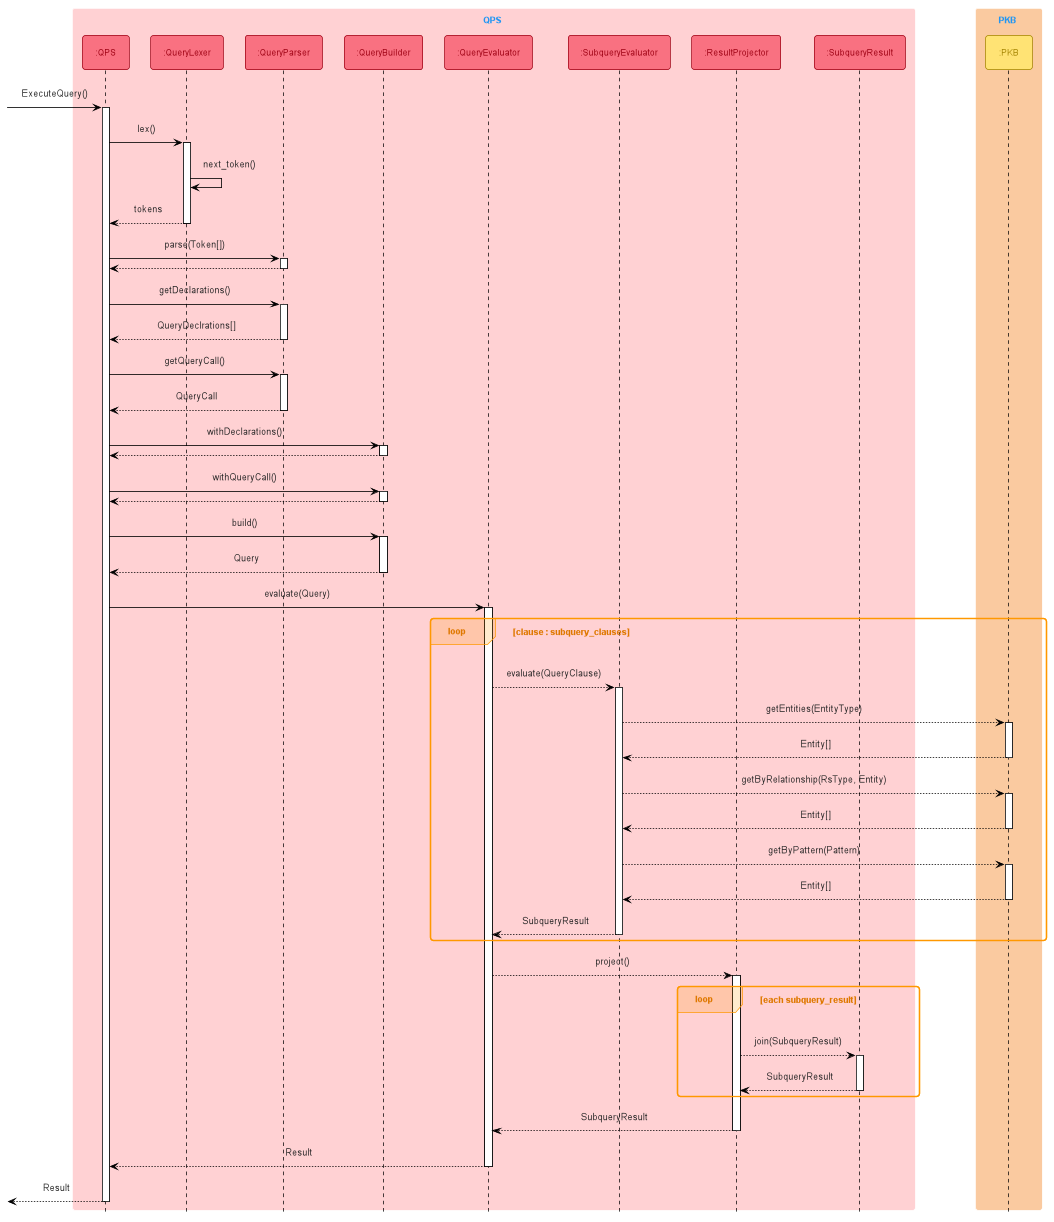 QPS
PKB
:QPS
:QueryLexer
:QueryParser
:QueryBuilder
:QueryEvaluator
:SubqueryEvaluator
:ResultProjector
:SubqueryResult
:PKB
ExecuteQuery()
lex()
next_token()
tokens
parse(Token[])
getDeclarations()
QueryDeclrations[]
getQueryCall()
QueryCall
withDeclarations()
withQueryCall()
build()
Query
evaluate(Query)
loop
[clause : subquery_clauses]
evaluate(QueryClause)
getEntities(EntityType)
Entity[]
getByRelationship(RsType, Entity)
Entity[]
getByPattern(Pattern)
Entity[]
SubqueryResult
project()
loop
[each subquery_result]
join(SubqueryResult)
SubqueryResult
SubqueryResult
Result
Result